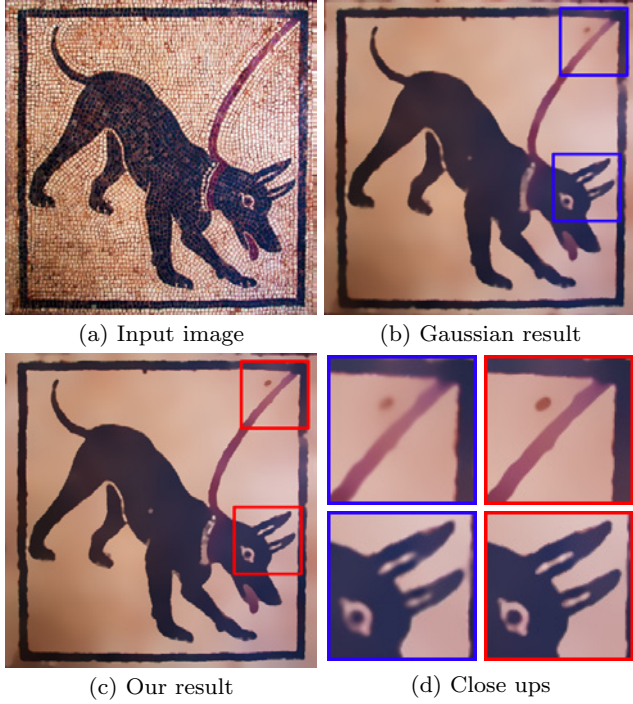 (a) Input image
(b) Gaussian result
(c) Our result
(d) Close ups